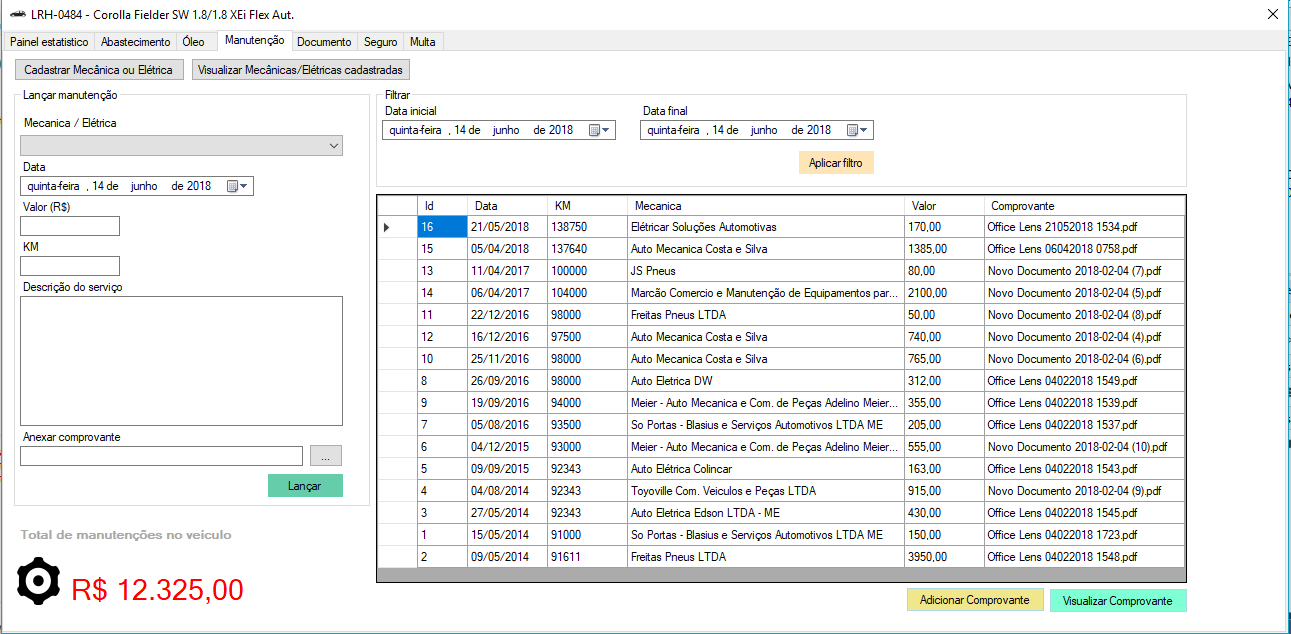 LRH-0484 - Corolla Fielder SW 1.8/1.8 XEi Flex Aut.
Painel estatistico Abastecimento Óleo Manutenção Documento Seguro Multa
Cadastrar Mecânica ou Elétrica Visualizar Mecânicas/Elétricas cadastradas
Lançar manutenção
Mecanica / Elétrica
Data
quinta-feira , 14 de junho de 2018
Valor (R$)
KM
Descrição do serviço
Anexar comprovante
...
Lançar
Total de manutenções no veículo
R$ 12.325,00
Filtrar
Data inicial Data final
quinta-feira , 14 de junho de 2018 quinta-feira , 14 de junho de 2018
Aplicar filtro
Id Data KM Mecanica Valor Comprovante
16 21/05/2018 138750 Elétricar Soluções Automotivas 170,00 Office Lens 21052018 1534.pdf
15 05/04/2018 137640 Auto Mecanica Costa e Silva 1385,00 Office Lens 06042018 0758.pdf
13 11/04/2017 100000 JS Pneus 80,00 Novo Documento 2018-02-04 (7).pdf
14 06/04/2017 104000 Marcão Comercio e Manutenção de Equipamentos par... 2100,00 Novo Documento 2018-02-04 (5).pdf
11 22/12/2016 98000 Freitas Pneus LTDA 50,00 Novo Documento 2018-02-04 (8).pdf
12 16/12/2016 97500 Auto Mecanica Costa e Silva 740,00 Novo Documento 2018-02-04 (4).pdf
10 25/11/2016 98000 Auto Mecanica Costa e Silva 765,00 Novo Documento 2018-02-04 (6).pdf
8 26/09/2016 98000 Auto Eletrica DW 312,00 Office Lens 04022018 1549.pdf
9 19/09/2016 94000 Meier - Auto Mecanica e Com. de Peças Adelino Meier... 355,00 Office Lens 04022018 1539.pdf
7 05/08/2016 93500 So Portas - Blasius e Serviços Automotivos LTDA ME 205,00 Office Lens 04022018 1537.pdf
6 04/12/2015 93000 Meier - Auto Mecanica e Com. de Peças Adelino Meier... 555,00 Novo Documento 2018-02-04 (10).pdf
5 09/09/2015 92343 Auto Elétrica Colincar 163,00 Office Lens 04022018 1543.pdf
4 04/08/2014 92343 Toyoville Com. Veiculos e Peças LTDA 915,00 Novo Documento 2018-02-04 (9).pdf
3 27/05/2014 92343 Auto Eletrica Edson LTDA - ME 430,00 Office Lens 04022018 1545.pdf
1 15/05/2014 91000 So Portas - Blasius e Serviços Automotivos LTDA ME 150,00 Office Lens 04022018 1723.pdf
2 09/05/2014 91611 Freitas Pneus LTDA 3950,00 Office Lens 04022018 1548.pdf
Adicionar Comprovante Visualizar Comprovante